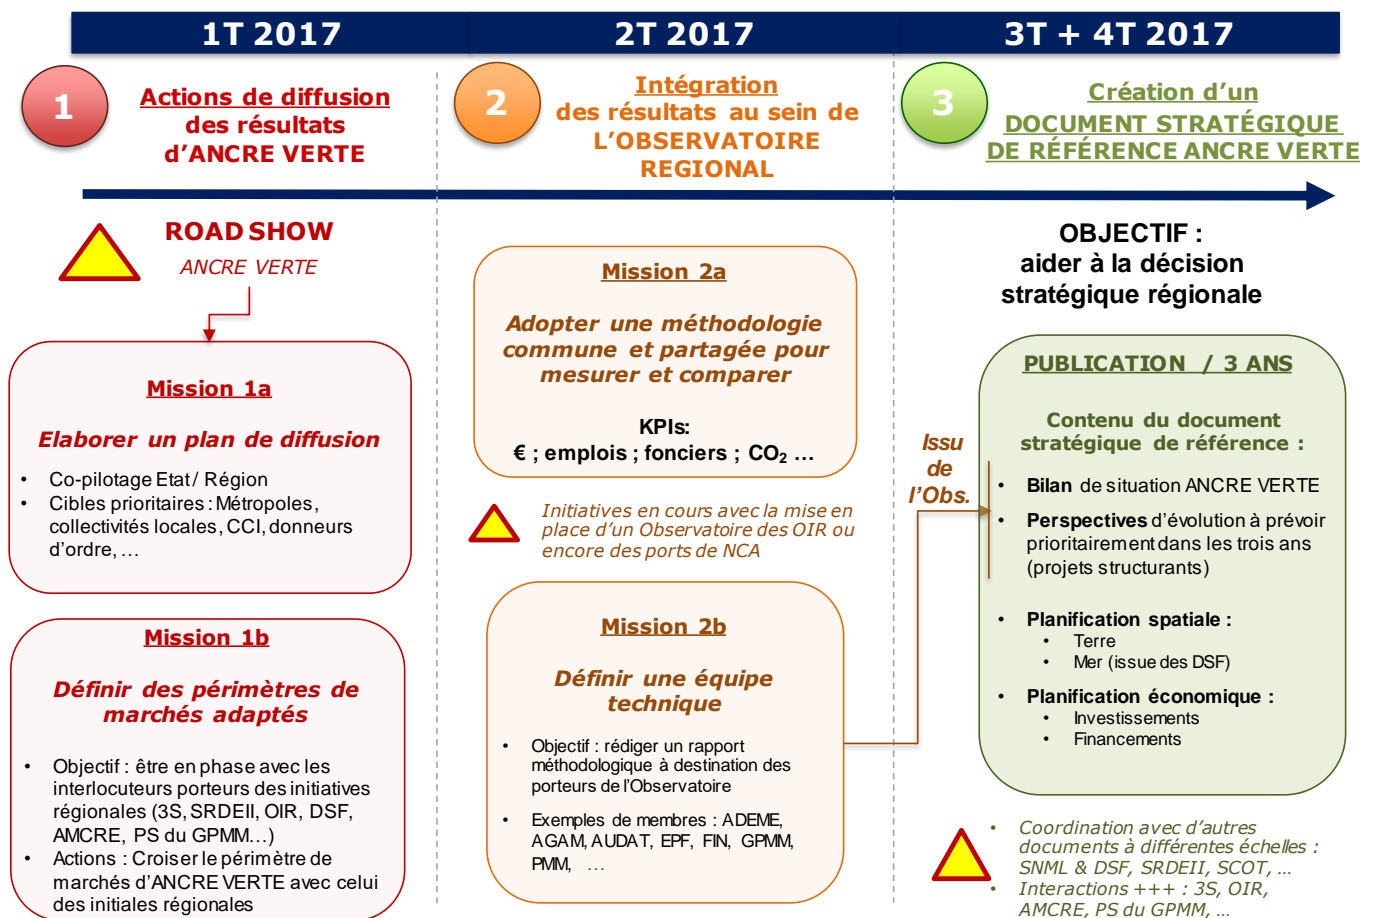 1T 2017
2T 2017
3T + 4T 2017
1
Actions de diffusion
des résultats
d'ANCRE VERTE
2
Intégration
des résultats au sein de
L'OBSERVATOIRE
REGIONAL
3
Création d'un
DOCUMENT STRATÉGIQUE
DE RÉFÉRENCE ANCRE VERTE
ROAD SHOW
ANCRE VERTE
Mission 1a
Elaborer un plan de diffusion
• Co-pilotage Etat / Région
• Cibles prioritaires : Métropoles,
collectivités locales, CCI, donneurs
d'ordre, …
Mission 1b
Définir des périmètres de
marchés adaptés
• Objectif : être en phase avec les
interlocuteurs porteurs des initiatives
régionales (3S, SRDEII, OIR, DSF,
AMCRE, PS du GPMM…)
• Actions : Croiser le périmètre de
marchés d'ANCRE VERTE avec celui
des initiales régionales
Mission 2a
Adopter une méthodologie
commune et partagée pour
mesurer et comparer
KPIs:
€ ; emplois ; fonciers ; CO₂ …
Initiatives en cours avec la mise en
place d'un Observatoire des OIR ou
encore des ports de NCA
Mission 2b
Définir une équipe
technique
• Objectif : rédiger un rapport
méthodologique à destination des
porteurs de l'Observatoire
• Exemples de membres : ADEME,
AGAM, AUDAT, EPF, FIN, GPMM,
PMM, …
OBJECTIF :
aider à la décision
stratégique régionale
Issu
de
l'Obs.
PUBLICATION / 3 ANS
Contenu du document
stratégique de référence :
• Bilan de situation ANCRE VERTE
• Perspectives d'évolution à prévoir
prioritairement dans les trois ans
(projets structurants)
• Planification spatiale :
• Terre
• Mer (issue des DSF)
• Planification économique :
• Investissements
• Financements
• Coordination avec d'autres
documents à différentes échelles :
SNML & DSF, SRDEII, SCOT, …
• Interactions +++ : 3S, OIR,
AMCRE, PS du GPMM, …